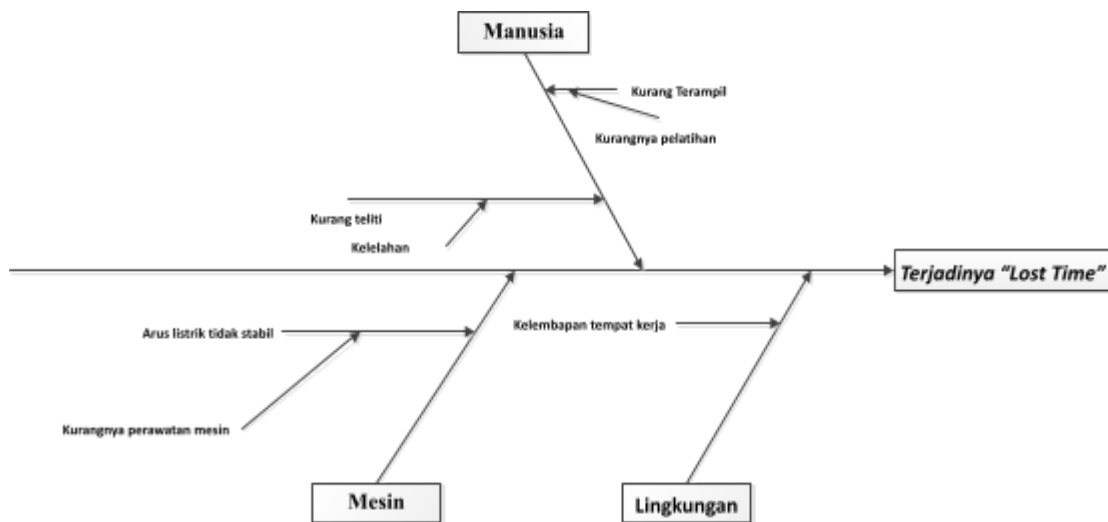 Manusia
Kurang Terampil
Kurangnya pelatihan
Kurang teliti
Kelelahan
Terjadinya “Lost Time”
Arus listrik tidak stabil
Kelembapan tempat kerja
Kurangnya perawatan mesin
Mesin
Lingkungan